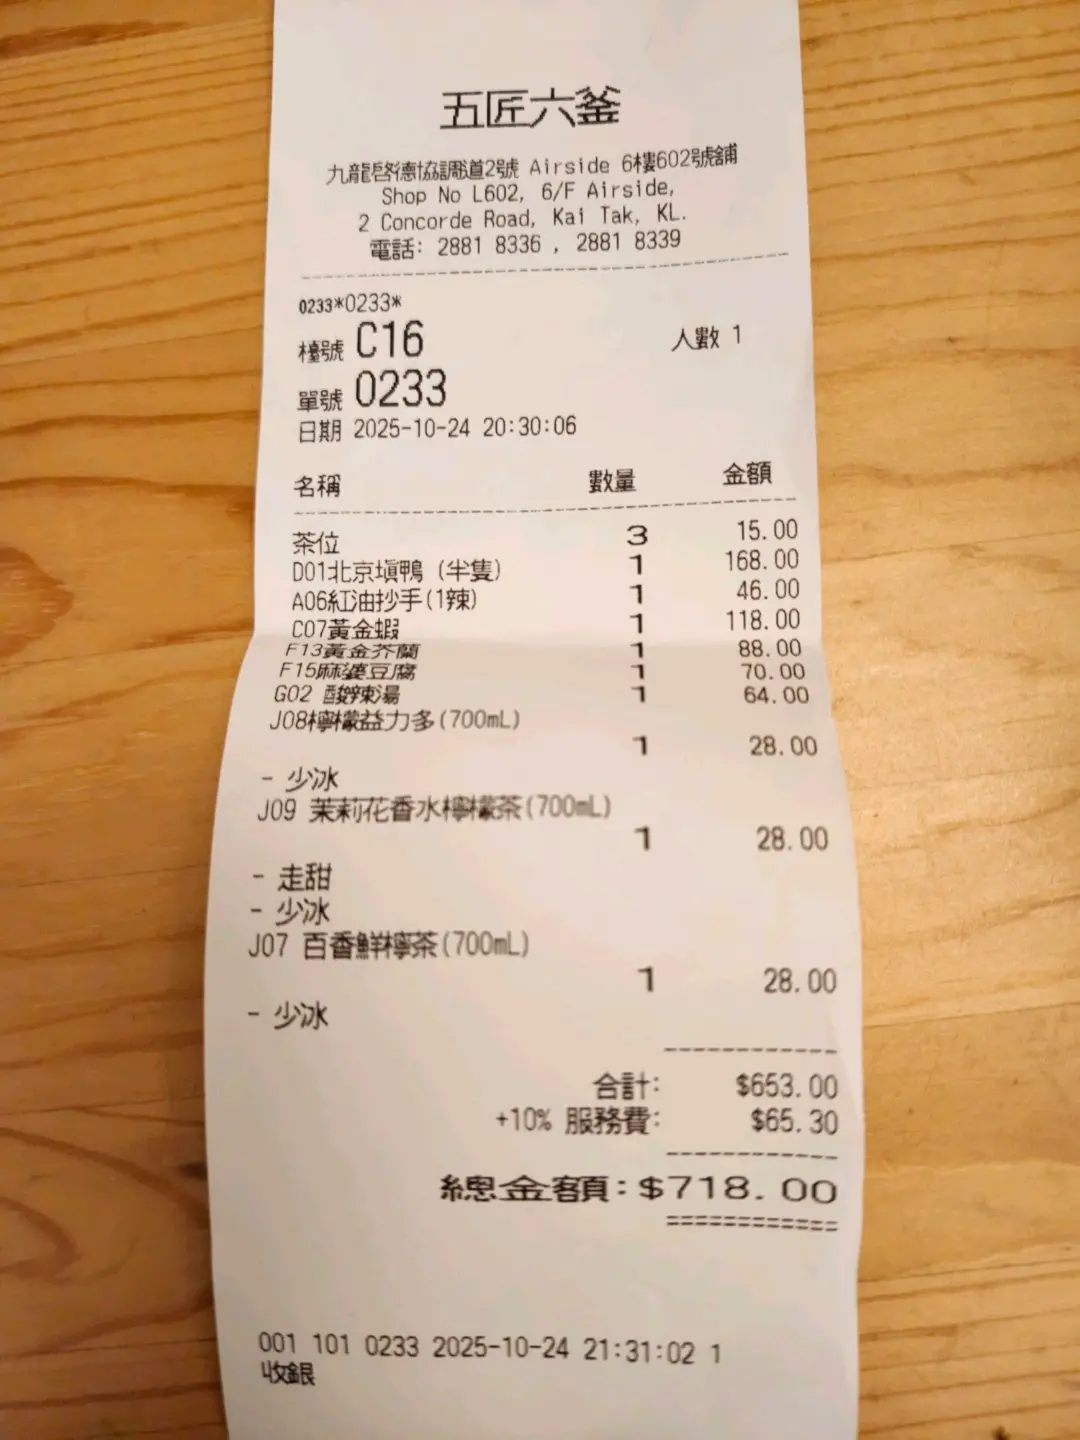 五匠六釜
九龍啓德協調道2號 Airside 6樓602號舖
Shop No L602, 6/F Airside,
2 Concorde Road, Kai Tak, KL.
電話: 2881 8336 , 2881 8339
0233*0233*
檯號 C16 人數 1
單號 0233
日期 2025-10-24 20:30:06
名稱 數量 金額
茶位 3 15.00
D01北京填鴨 (半隻) 1 168.00
A06紅油抄手(1辣) 1 46.00
C07黃金蝦 1 118.00
F13黃金芥蘭 1 88.00
F15麻婆豆腐 1 70.00
G02 酸辣湯 1 64.00
J08檸檬益力多(700mL)
1 28.00
- 少冰
J09 茉莉花香水檸檬茶(700mL)
1 28.00
- 走甜
- 少冰
J07 百香鮮檸茶(700mL)
1 28.00
- 少冰
合計: $653.00
+10% 服務費: $65.30
總金額: $718.00
001 101 0233 2025-10-24 21:31:02 1
收銀